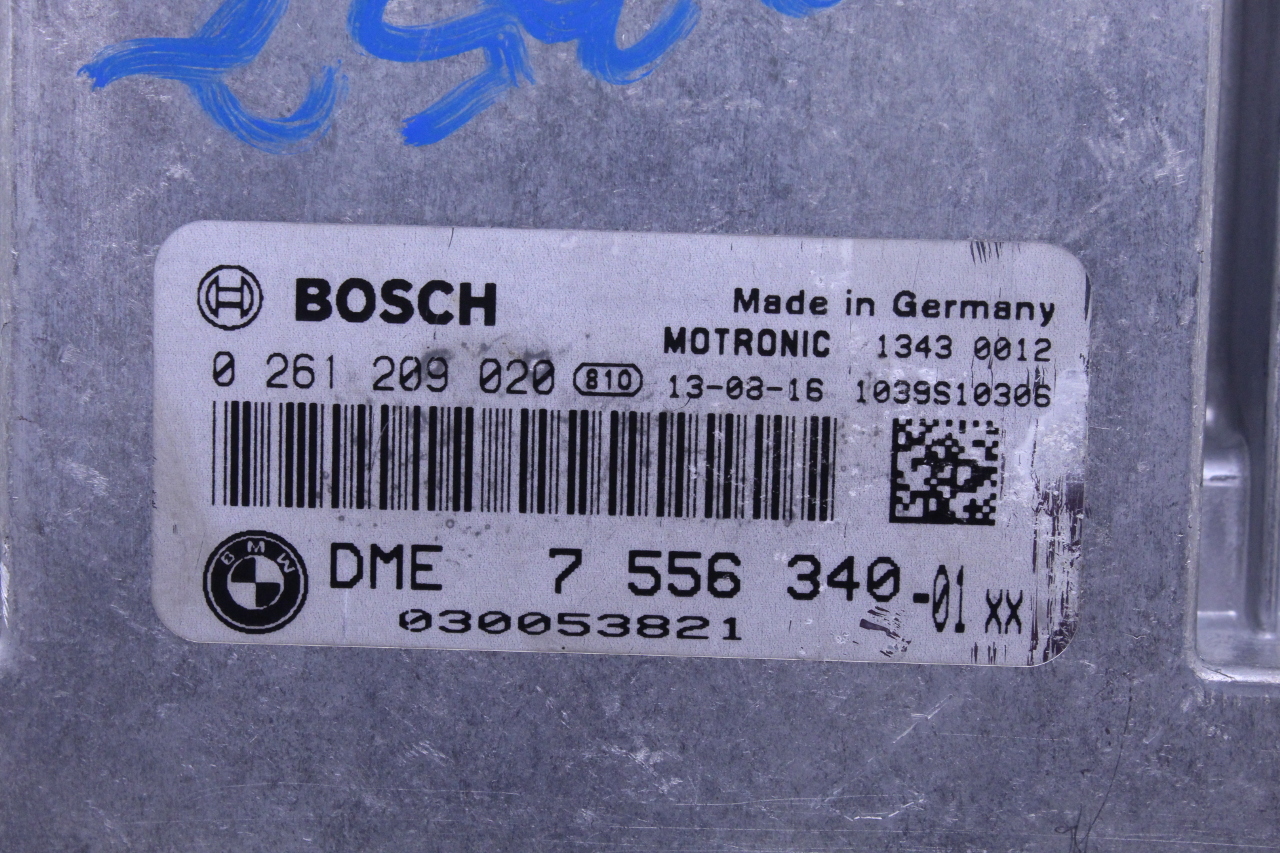 BOSCH
Made in Germany
MOTRONIC 1343 0012
0 261 209 020 810 13-08-16 1039S10306
BMW
DME 7 556 340-01 xx
030053821